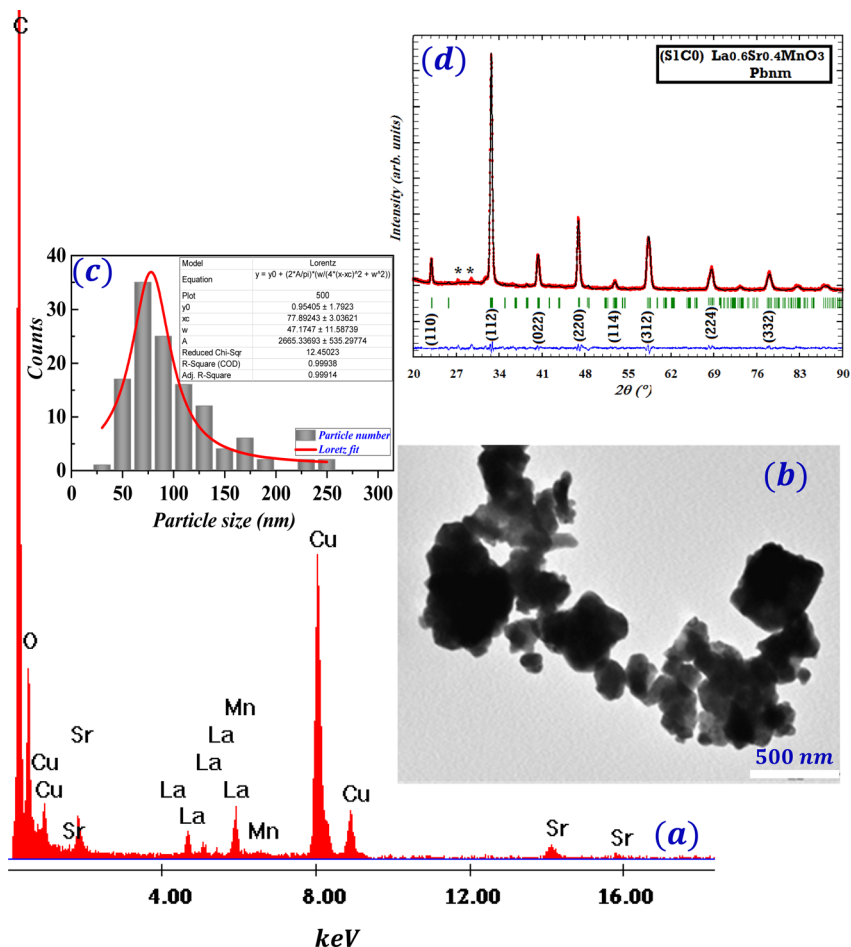 C
(d)
(S1C0) La0.6Sr0.4MnO3
Pbnm
Intensity (arb. units)
* *
20 27 34 41 48 55 62 69 76 83 90
(110) (112) (022) (220) (114) (312) (224) (332)
2θ (°)
(c)
Model Lorentz
Equation y = y0 + (2*A/pi)*(w/(4*(x-xc)^2 + w^2))
Plot 500
y0 0.95405 ± 1.7923
xc 77.89243 ± 3.03621
w 47.1747 ± 11.58739
A 2665.33693 ± 535.29774
Reduced Chi-Sqr 12.45023
R-Square (COD) 0.99938
Adj. R-Square 0.99914
Particle number
Loretz fit
Counts
40
30
20
10
0
0 50 100 150 200 250 300
Particle size (nm)
(b)
500 nm
O
Cu
Cu
Sr
Sr
La
La
La
La
La
Mn
Mn
Cu
Cu
Sr
Sr
(a)
4.00 8.00 12.00 16.00
keV